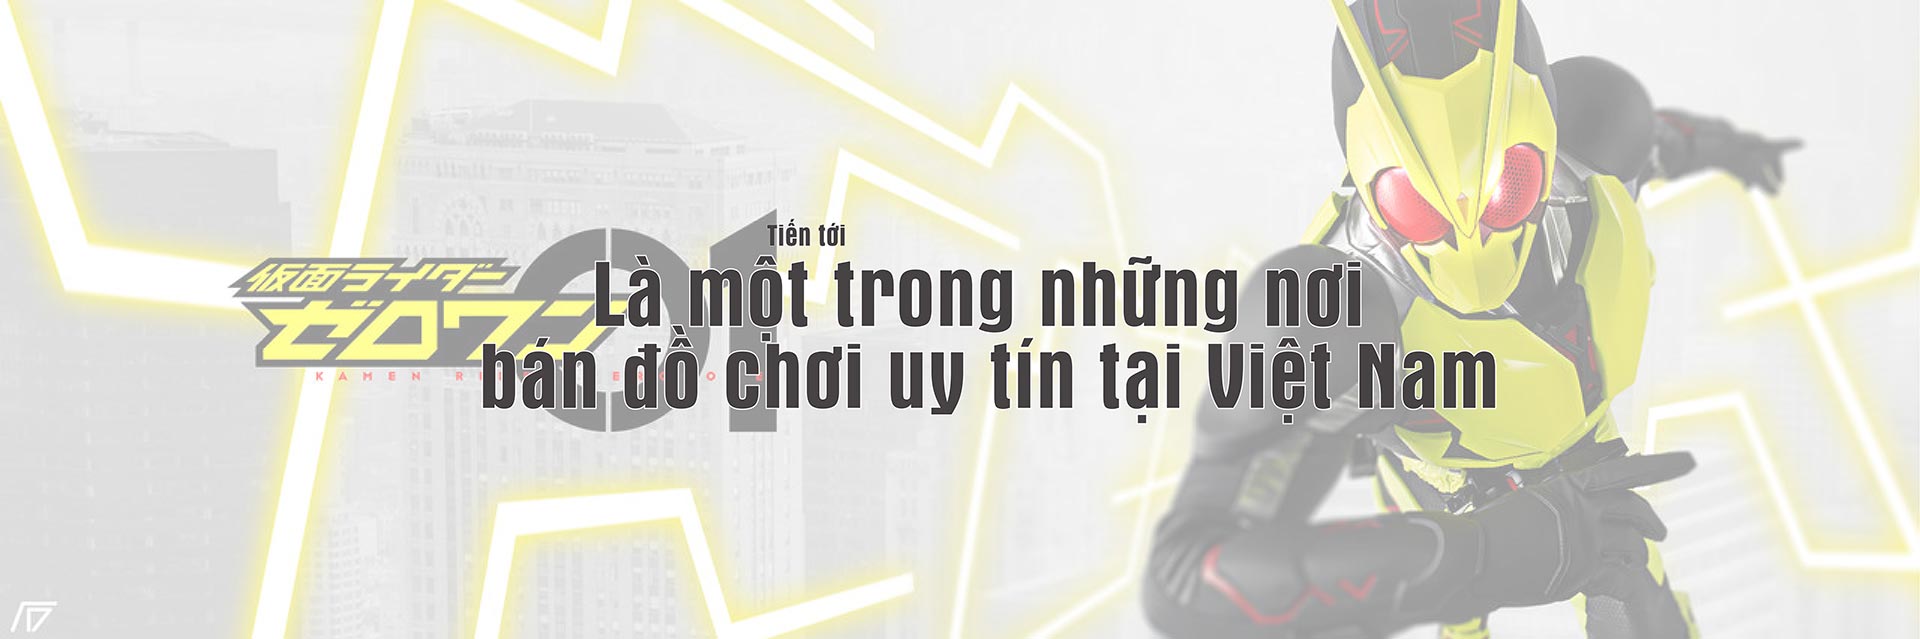 Tiến tới
仮面ライダー
Là một trong những nơi
ゼロワン
01
KAMEN
bán đồ chơi uy tín tại Việt Nam